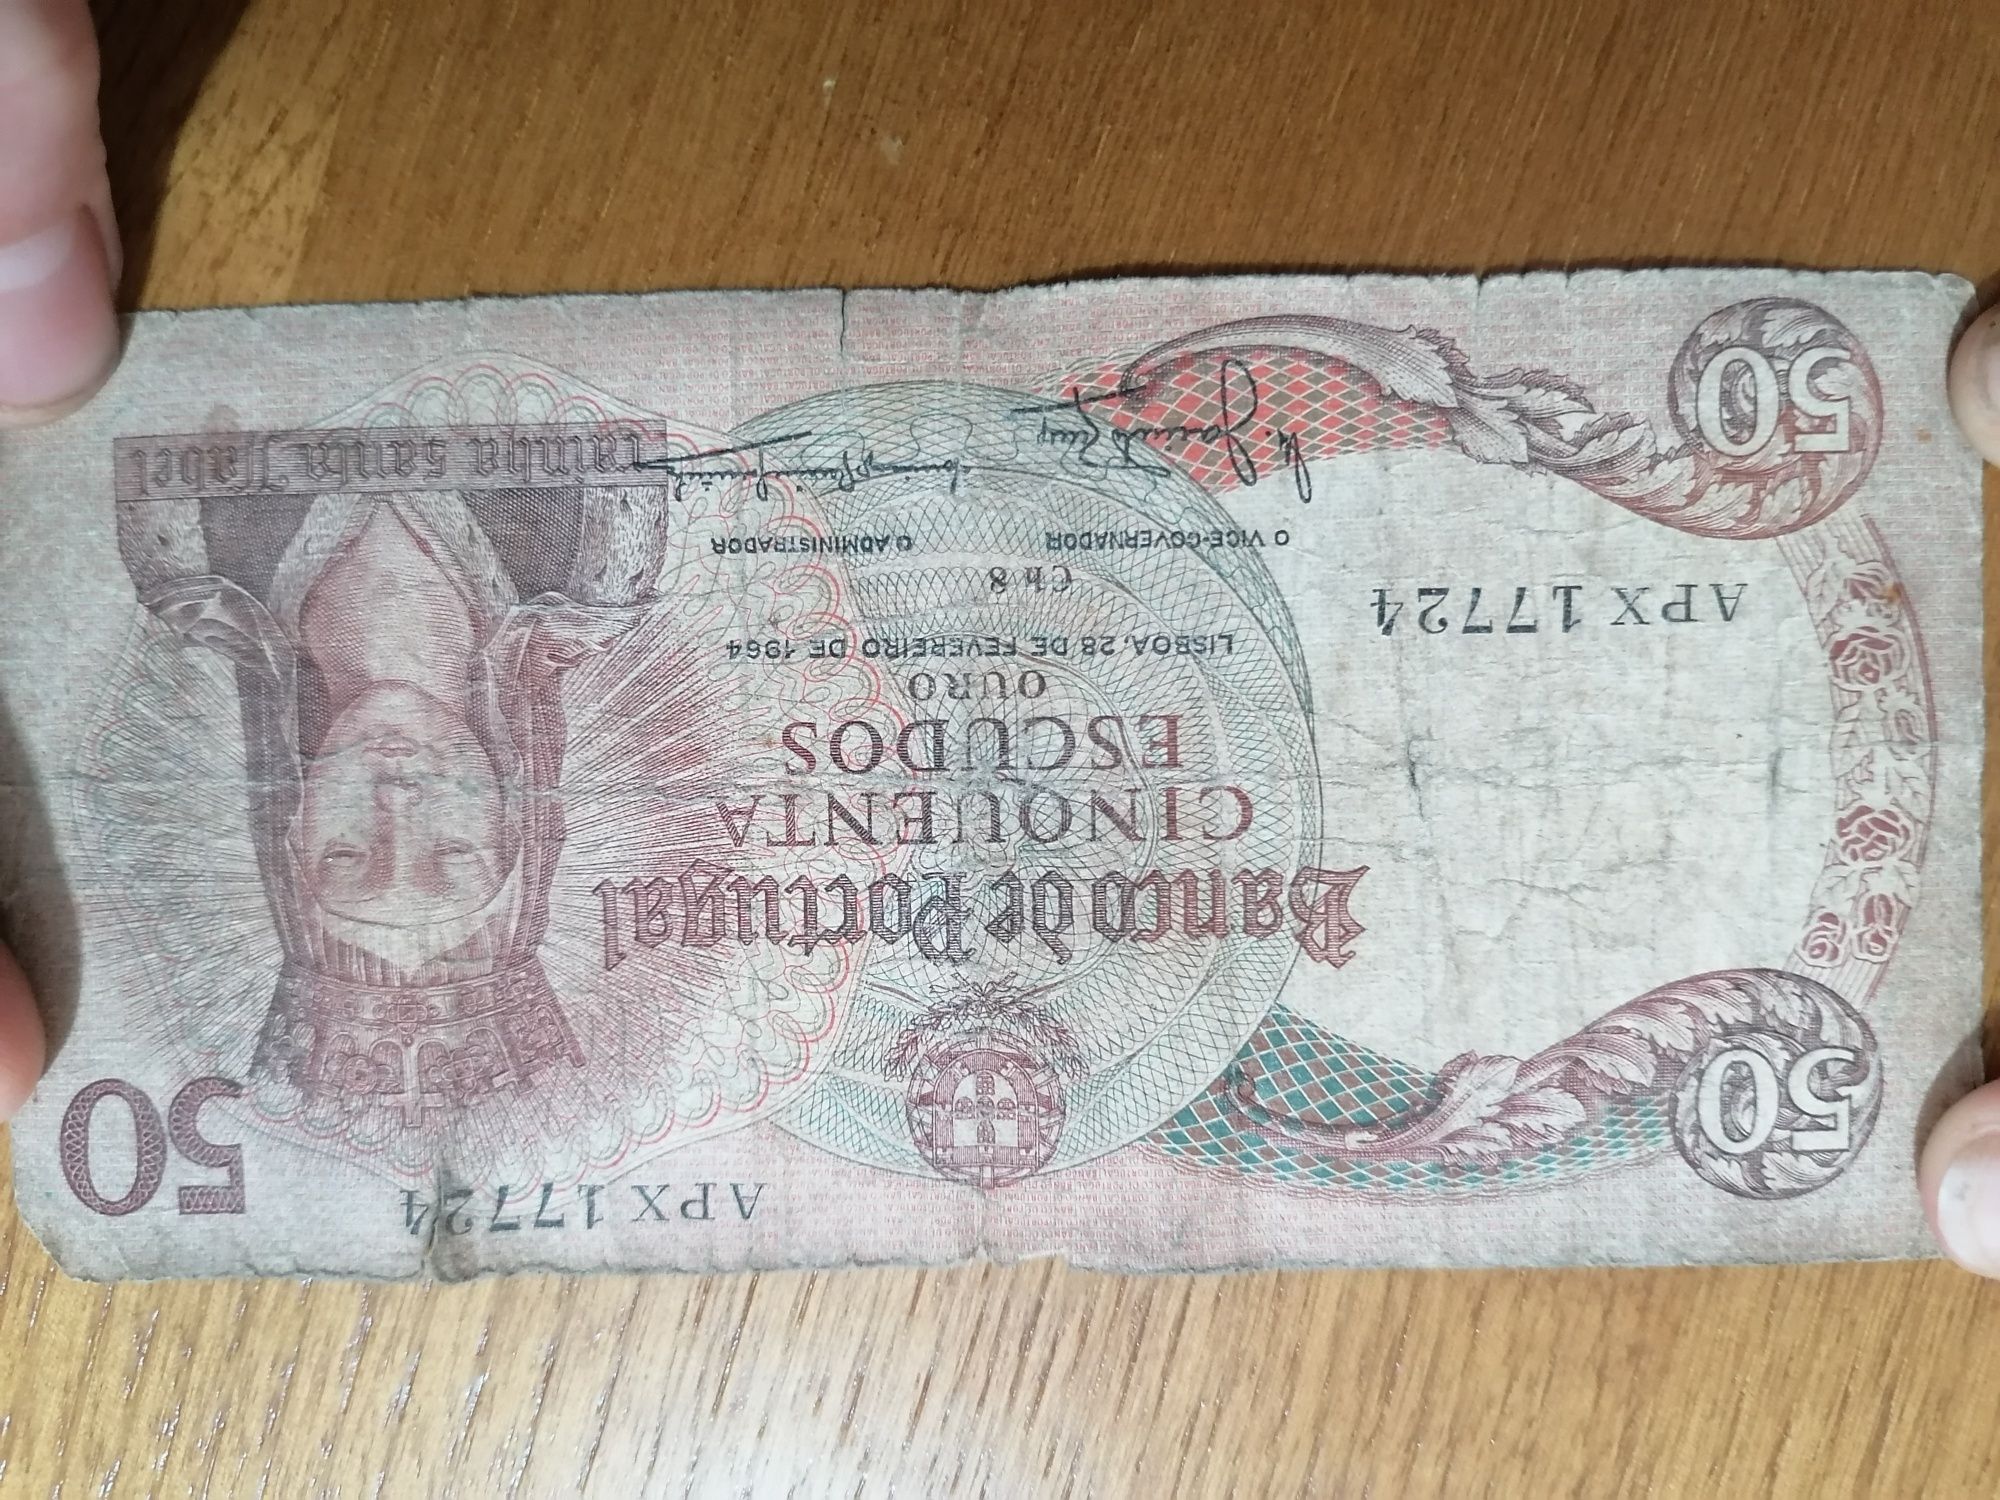 50
APX 17724
50
Banco de Portugal
CINQUENTA
ESCUDOS
OURO
LISBOA, 28 DE FEVEREIRO DE 1964
Ch 8
APX 17724
O VICE-GOVERNADOR
O ADMINISTRADOR
rainha santa Isabel
50